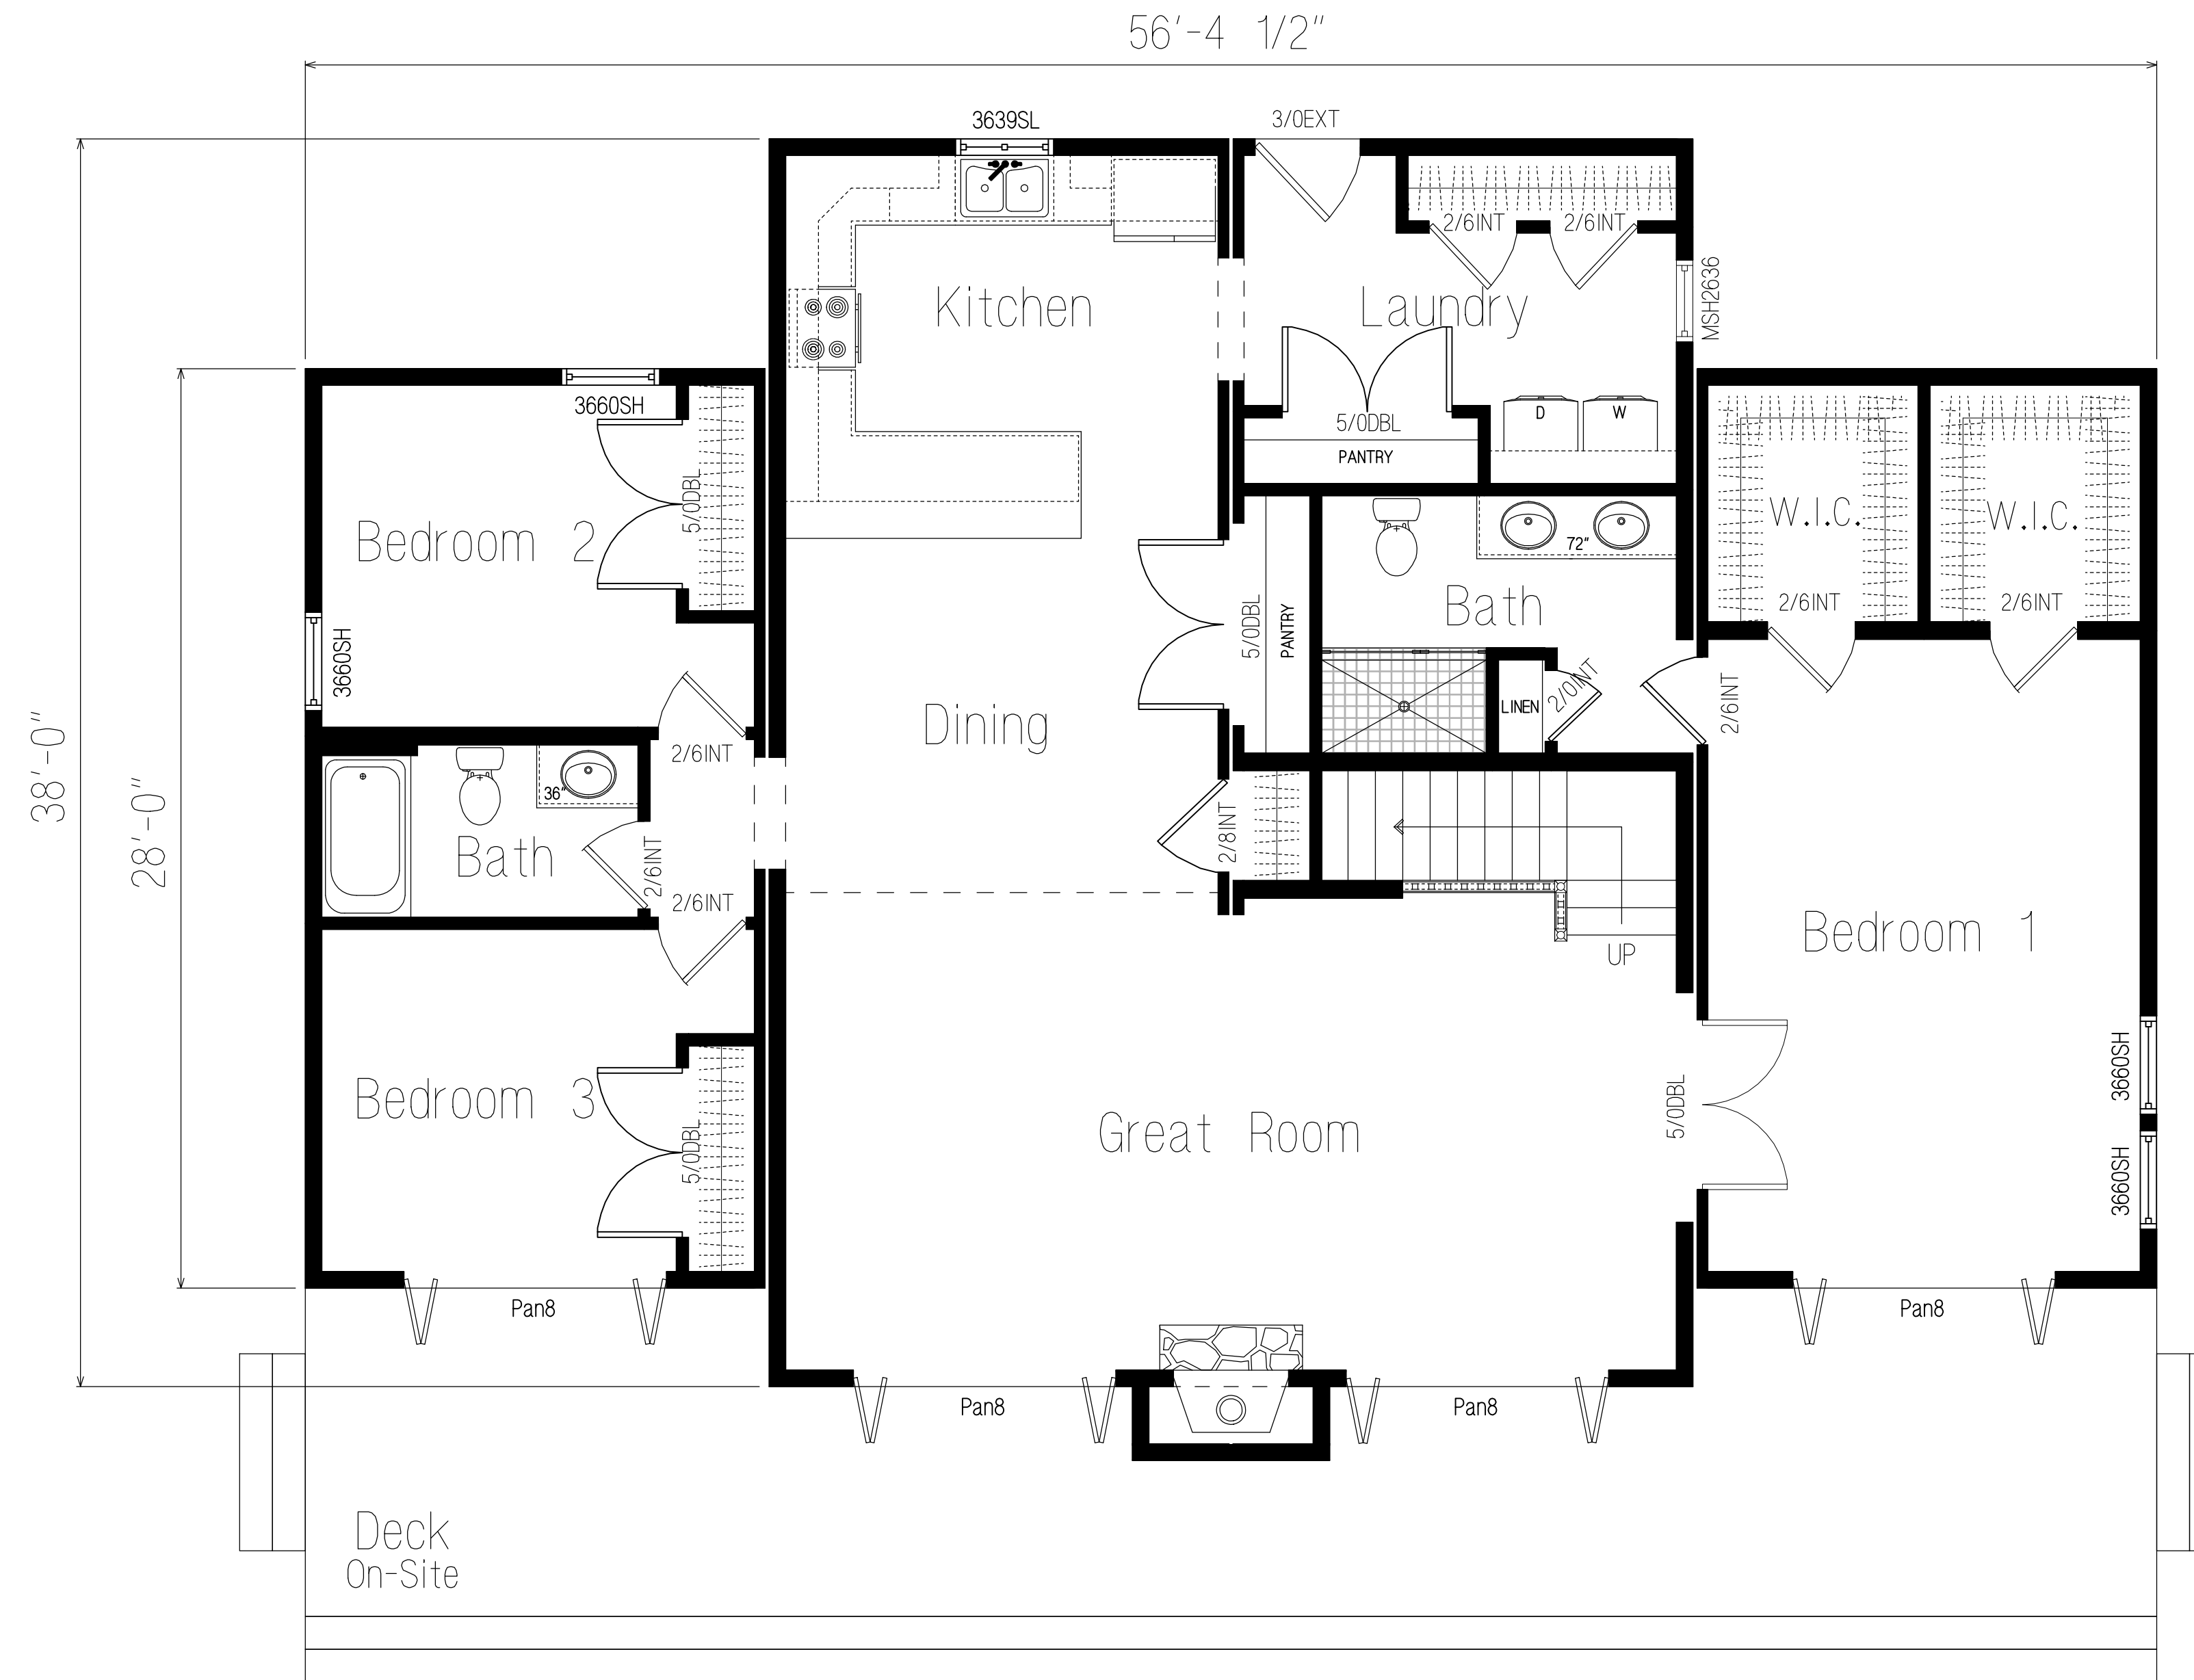 56'-4 1/2"
3639SL
3/0EXT
2/6INT
2/6INT
Kitchen
Laundry
MSH2636
3660SH
5/0DBL
D
W
PANTRY
5/0DBL
Bedroom 2
W.I.C.
W.I.C.
72"
Bath
5/0DBL
PANTRY
2/6INT
2/6INT
3660SH
38'-0"
28'-0"
Dining
LINEN
2/0INT
2/6INT
2/6INT
36"
Bath
2/6INT
2/8INT
2/6INT
UP
Bedroom 1
Bedroom 3
5/0DBL
Great Room
5/0DBL
3660SH
3660SH
Pan8
Pan8
Pan8
Pan8
Deck
On-Site